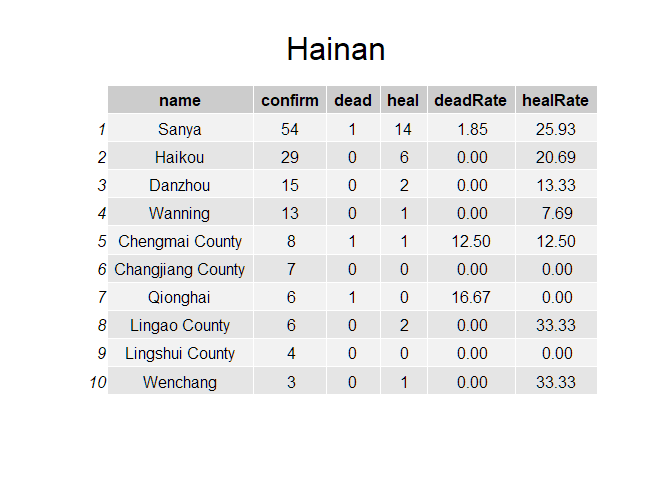 Hainan
name confirm dead heal deadRate healRate
1 Sanya 54 1 14 1.85 25.93
2 Haikou 29 0 6 0.00 20.69
3 Danzhou 15 0 2 0.00 13.33
4 Wanning 13 0 1 0.00 7.69
5 Chengmai County 8 1 1 12.50 12.50
6 Changjiang County 7 0 0 0.00 0.00
7 Qionghai 6 1 0 16.67 0.00
8 Lingao County 6 0 2 0.00 33.33
9 Lingshui County 4 0 0 0.00 0.00
10 Wenchang 3 0 1 0.00 33.33